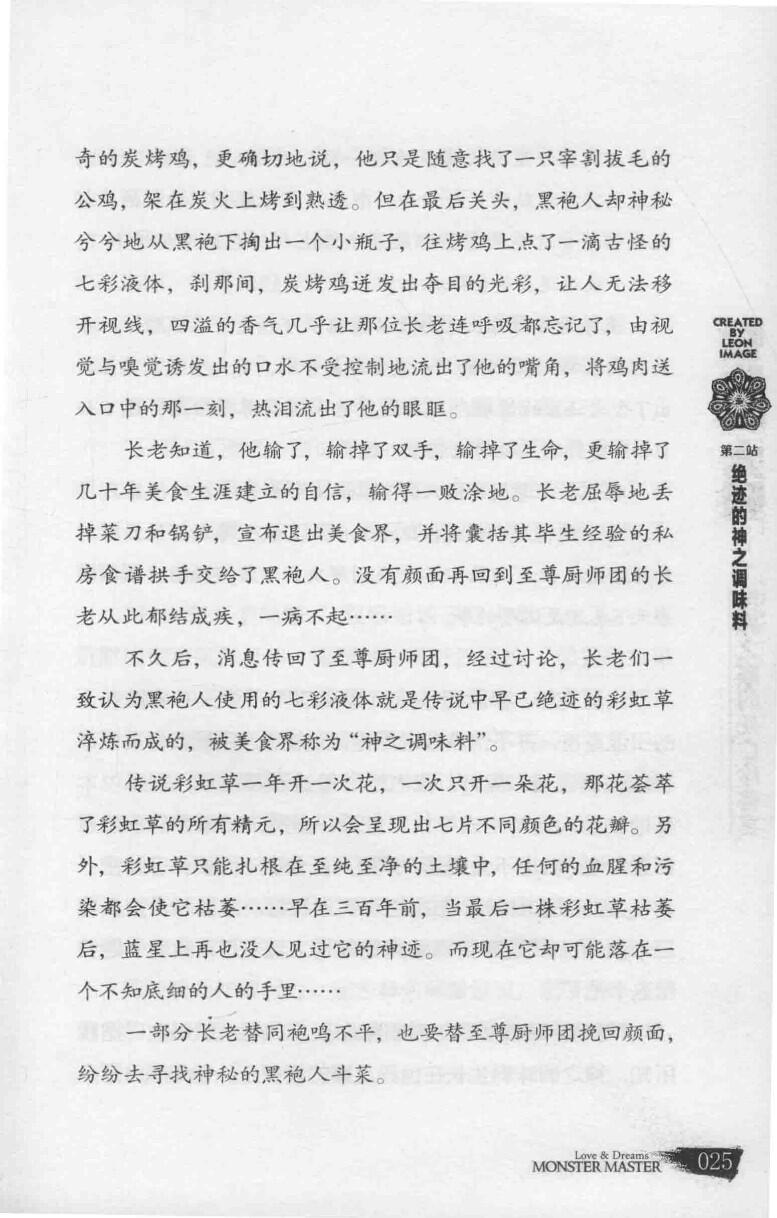 奇的炭烤鸡，更确切地说，他只是随意找了一只宰割拔毛的
公鸡，架在炭火上烤到熟透。但在最后关头，黑袍人却神秘
兮兮地从黑袍下掏出一个小瓶子，往烤鸡上点了一滴古怪的
七彩液体，刹那间，炭烤鸡迸发出夺目的光彩，让人无法移
开视线，四溢的香气几乎让那位长老连呼吸都忘记了，由视
觉与嗅觉诱发出的口水不受控制地流出了他的嘴角，将鸡肉送
入口中的那一刻，热泪流出了他的眼眶。
长老知道，他输了，输掉了双手，输掉了生命，更输掉了
几十年美食生涯建立的自信，输得一败涂地。长老屈辱地丢
掉菜刀和锅铲，宣布退出美食界，并将囊括其毕生经验的私
房食谱拱手交给了黑袍人。没有颜面再回到至尊厨师团的长
老从此郁结成疾，一病不起……
不久后，消息传回了至尊厨师团，经过讨论，长老们一
致认为黑袍人使用的七彩液体就是传说中早已绝迹的彩虹草
淬炼而成的，被美食界称为“神之调味料”。
传说彩虹草一年开一次花，一次只开一朵花，那花荟萃
了彩虹草的所有精元，所以会呈现出七片不同颜色的花瓣。另
外，彩虹草只能扎根在至纯至净的土壤中，任何的血腥和污
染都会使它枯萎……早在三百年前，当最后一株彩虹草枯萎
后，蓝星上再也没人见过它的神迹。而现在它却可能落在一
个不知底细的人的手里……
一部分长老替同袍鸣不平，也要替至尊厨师团挽回颜面，
纷纷去寻找神秘的黑袍人斗菜。
CREATED
BY
LEON
IMAGE
第二站
绝迹的神之调味料
Love & Dreams
MONSTER MASTER
025